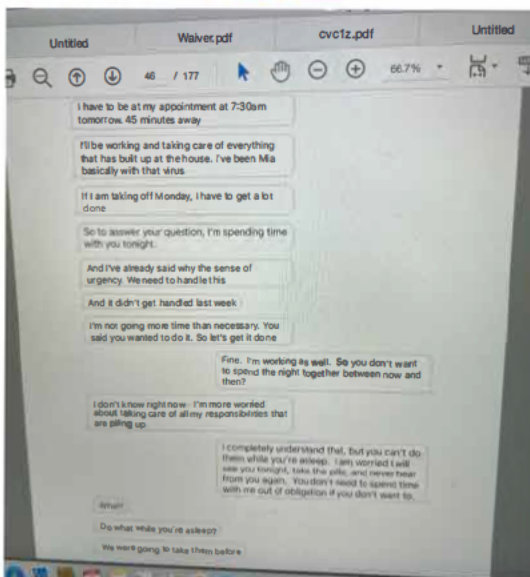 Untitled
Waiver.pdf
cvc1z.pdf
Untitled
46 / 177
66.7%
I have to be at my appointment at 7:30am
tomorrow. 45 minutes away
I'll be working and taking care of everything
that has built up at the house. I've been Mia
basically with that virus
If I am taking off Monday, I have to get a lot
done
So to answer your question, I'm spending time
with you tonight.
And I've already said why the sense of
urgency. We need to handle this
And it didn't get handled last week
I'm not going more time than necessary. You
said you wanted to do it. So let's get it done
Fine. I'm working as well. So you don't want
to spend the night together between now and
then?
I don't know right now. I'm more worried
about taking care of all my responsibilities that
are piling up
I completely understand that, but you can't do
them while you're asleep. I am worried I will
see you tonight, take the pills, and never hear
from you again. You don't need to spend time
with me out of obligation if you don't want to.
What?
Do what while you're asleep?
We were going to take them before